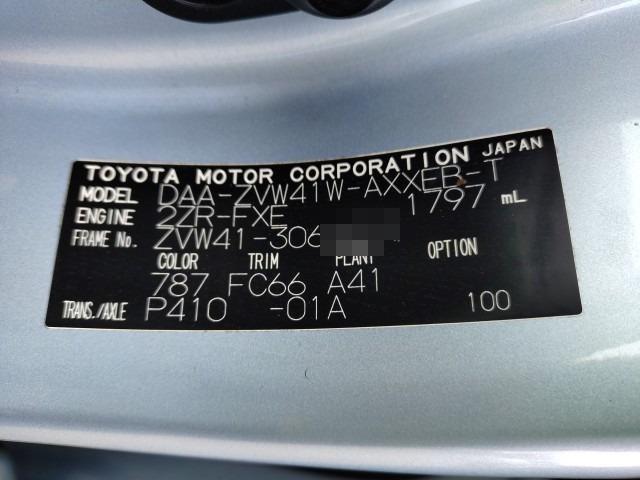 TOYOTA MOTOR CORPORATION JAPAN
MODEL DAA-ZVW41W-AXXEB-T
ENGINE 2ZR-FXE 1797 mL
FRAME No. ZVW41-306
COLOR TRIM PLANT OPTION
787 FC66 A41
TRANS./AXLE P410 -01A 100